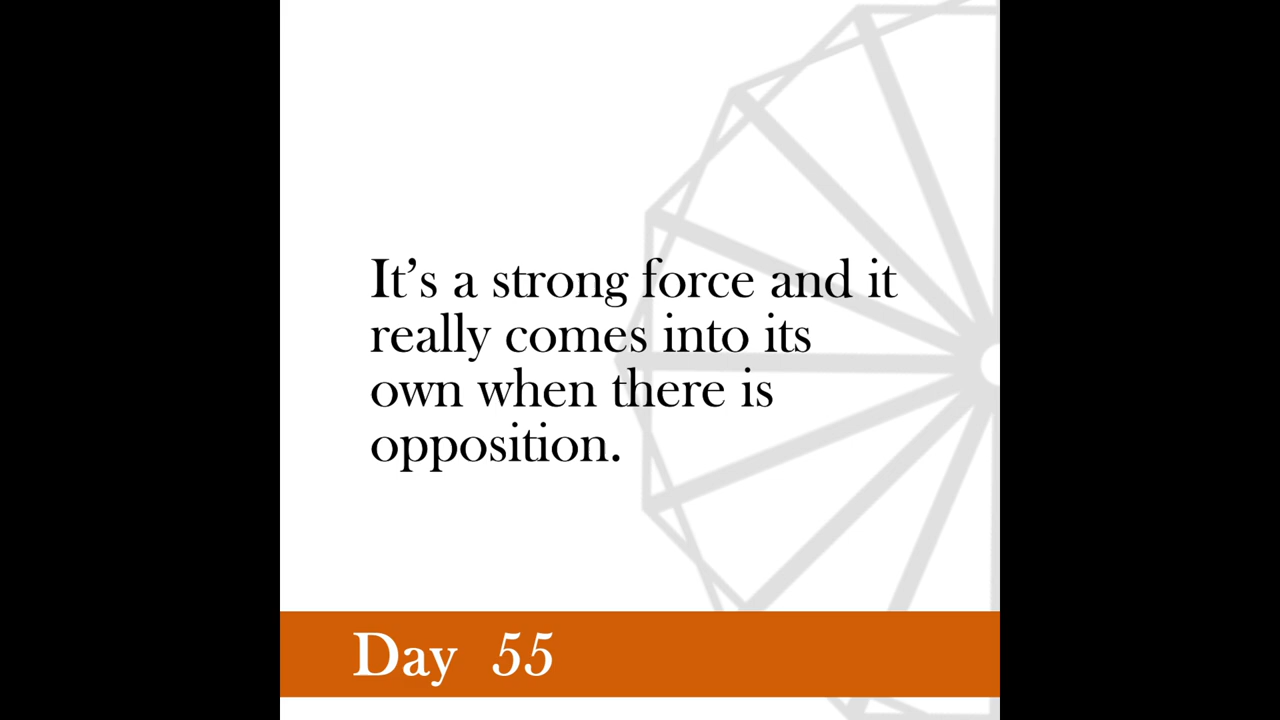 It’s a strong force and it
really comes into its
own when there is
opposition.
Day 55